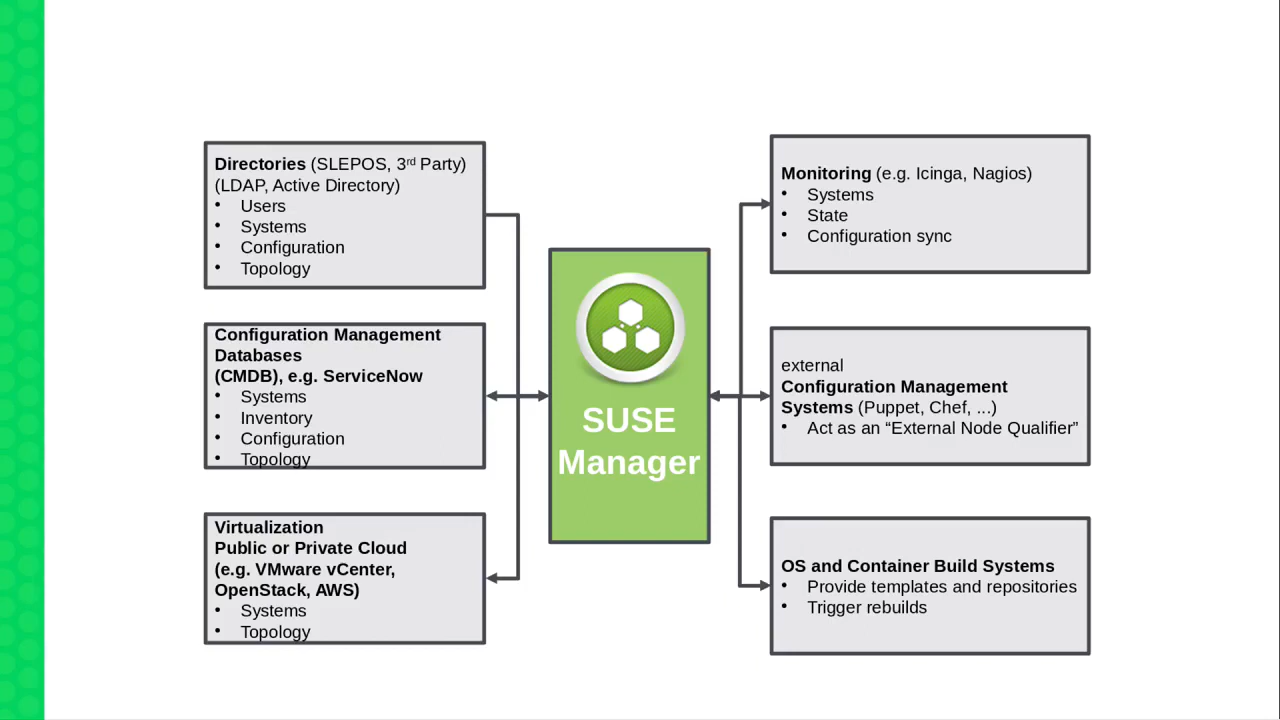 Directories (SLEPOS, 3rd Party)
(LDAP, Active Directory)
• Users
• Systems
• Configuration
• Topology
Configuration Management
Databases
(CMDB), e.g. ServiceNow
• Systems
• Inventory
• Configuration
• Topology
Virtualization
Public or Private Cloud
(e.g. VMware vCenter,
OpenStack, AWS)
• Systems
• Topology
SUSE
Manager
Monitoring (e.g. Icinga, Nagios)
• Systems
• State
• Configuration sync
external
Configuration Management
Systems (Puppet, Chef, ...)
• Act as an “External Node Qualifier”
OS and Container Build Systems
• Provide templates and repositories
• Trigger rebuilds